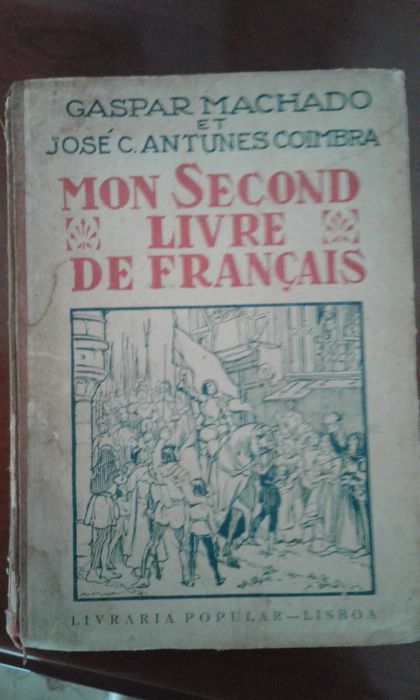 GASPAR MACHADO
ET
JOSÉ C. ANTUNES COIMBRA
MON SECOND
LIVRE
DE FRANÇAIS
LIVRARIA POPULAR — LISBOA